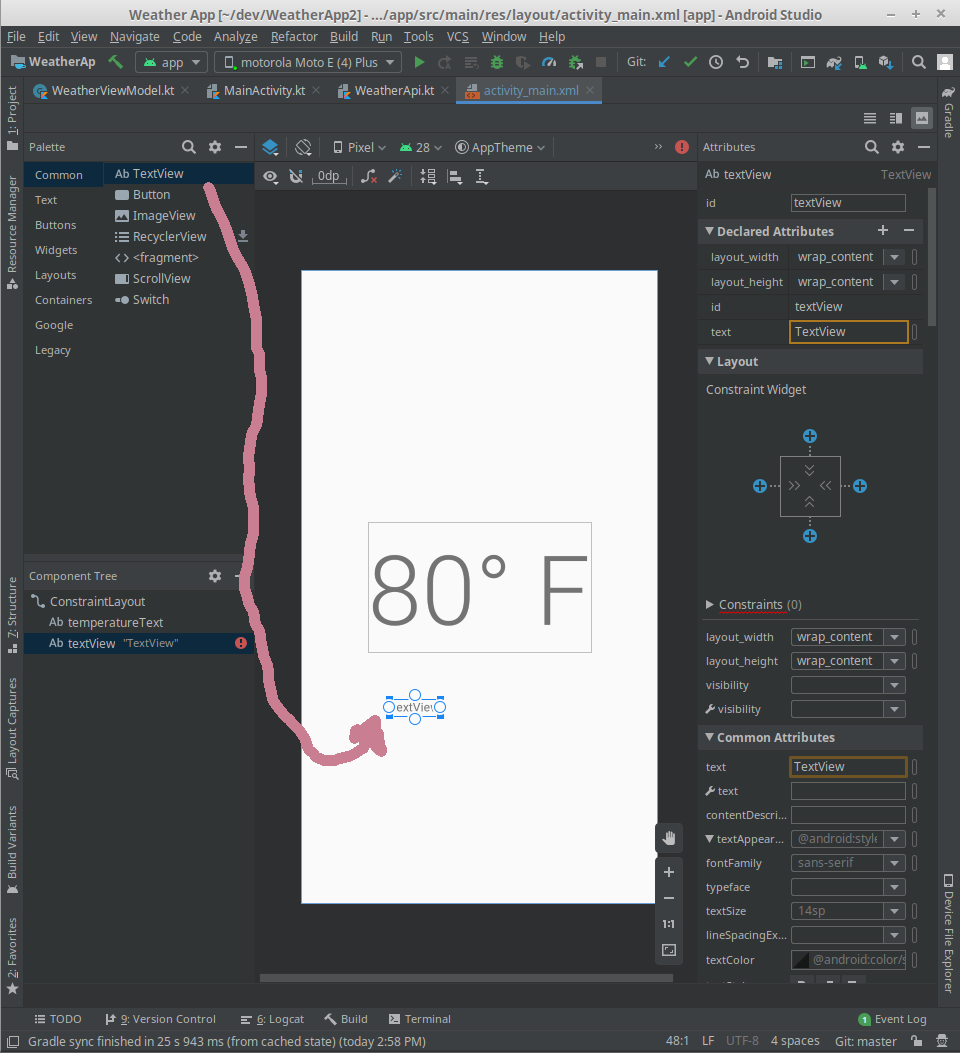 Weather App [~/dev/WeatherApp2] - .../app/src/main/res/layout/activity_main.xml [app] - Android Studio
File Edit View Navigate Code Analyze Refactor Build Run Tools VCS Window Help
WeatherAp app motorola Moto E (4) Plus Git:
WeatherViewModel.kt MainActivity.kt WeatherApi.kt activity_main.xml
1: Project
Resource Manager
7: Structure
Layout Captures
Build Variants
2: Favorites
Palette
Common
Text
Buttons
Widgets
Layouts
Containers
Google
Legacy
Ab TextView
Button
ImageView
RecyclerView
<fragment>
ScrollView
Switch
Component Tree
ConstraintLayout
Ab temperatureText
Ab textView "TextView"
Pixel 28 AppTheme
0dp
80° F
extVie
1:1
Attributes
Ab textView TextView
id textView
Declared Attributes
layout_width wrap_content
layout_height wrap_content
id textView
text TextView
Layout
Constraint Widget
Constraints (0)
layout_width wrap_content
layout_height wrap_content
visibility
visibility
Common Attributes
text TextView
text
contentDescri...
textAppear... @android:style
fontFamily sans-serif
typeface
textSize 14sp
lineSpacingEx...
textColor @android:color/s
Gradle
Device File Explorer
TODO 9: Version Control 6: Logcat Build Terminal 1 Event Log
Gradle sync finished in 25 s 943 ms (from cached state) (today 2:58 PM) 48:1 LF UTF-8 4 spaces Git: master